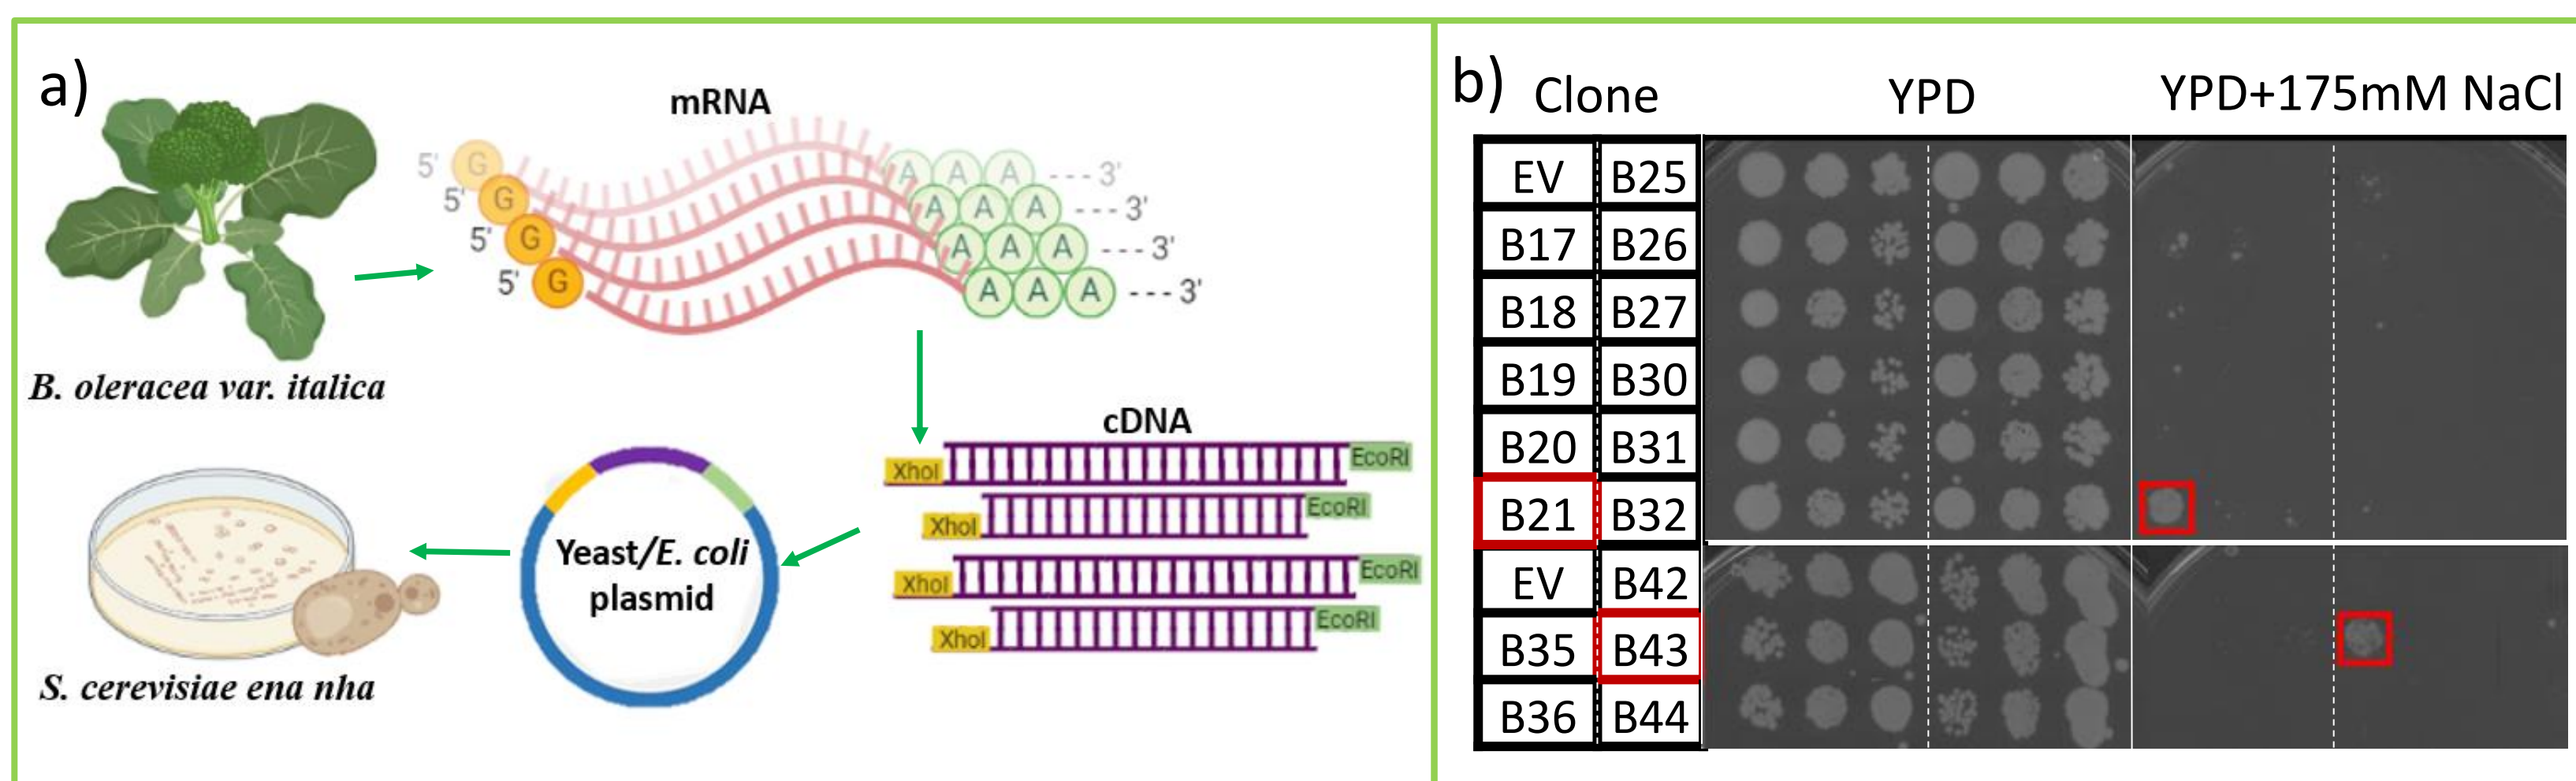 a)
mRNA
5' G A A A ---3'
5' G A A A ---3'
5' G A A A ---3'
5' G A A A ---3'
B. oleracea var. italica
cDNA
XhoI EcoRI
XhoI EcoRI
XhoI EcoRI
XhoI EcoRI
Yeast/E. coli
plasmid
S. cerevisiae ena nha
b) Clone YPD YPD+175mM NaCl
EV B25
B17 B26
B18 B27
B19 B30
B20 B31
B21 B32
EV B42
B35 B43
B36 B44